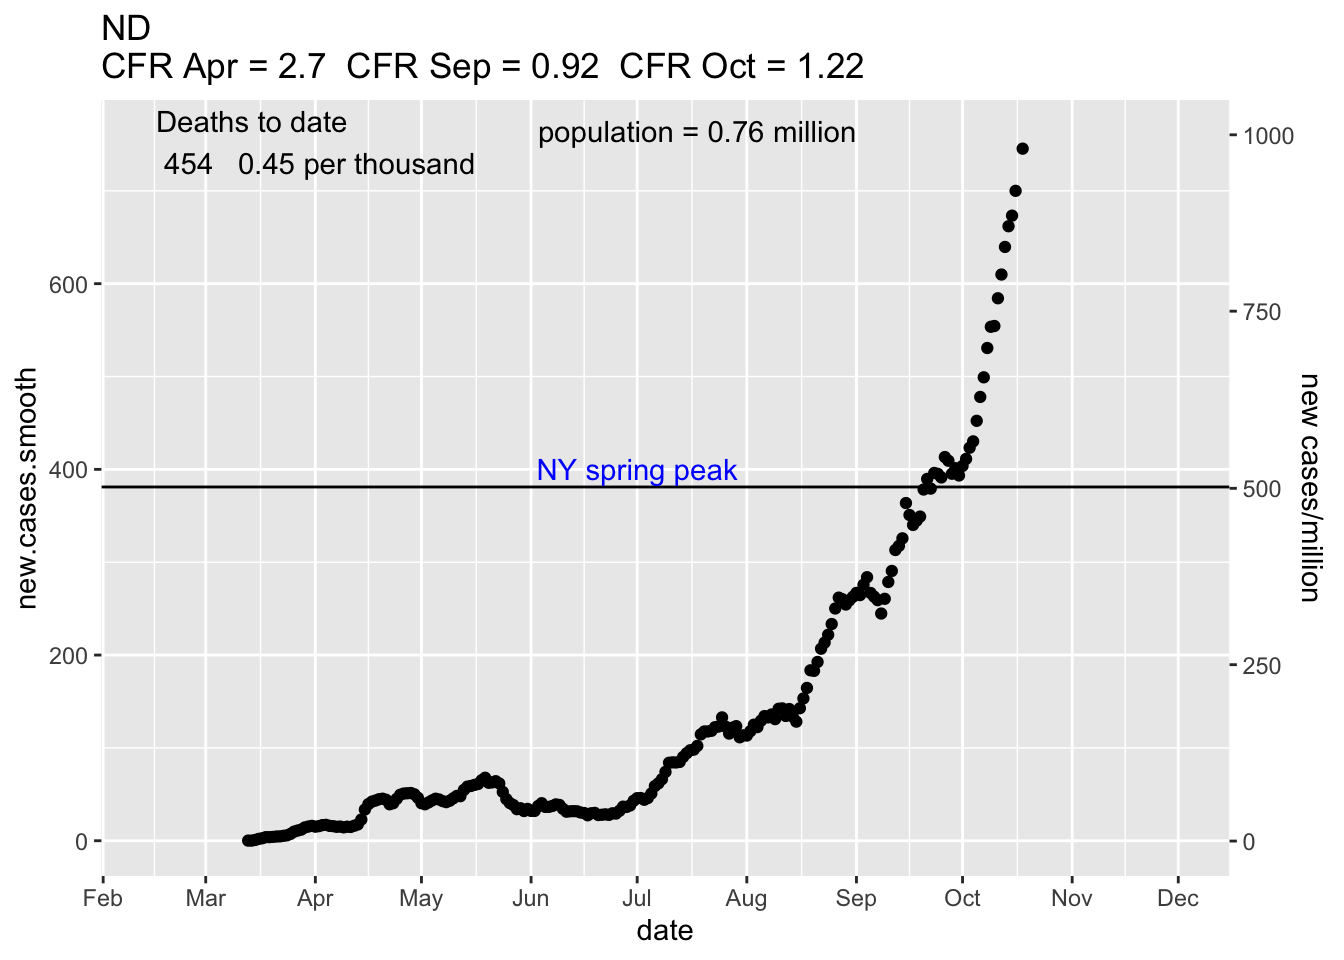 ND
CFR Apr = 2.7  CFR Sep = 0.92  CFR Oct = 1.22
Deaths to date
454   0.45 per thousand
population = 0.76 million
NY spring peak
new.cases.smooth
600
400
200
0
1000
750
500
250
0
new cases/million
Feb Mar Apr May Jun Jul Aug Sep Oct Nov Dec
date